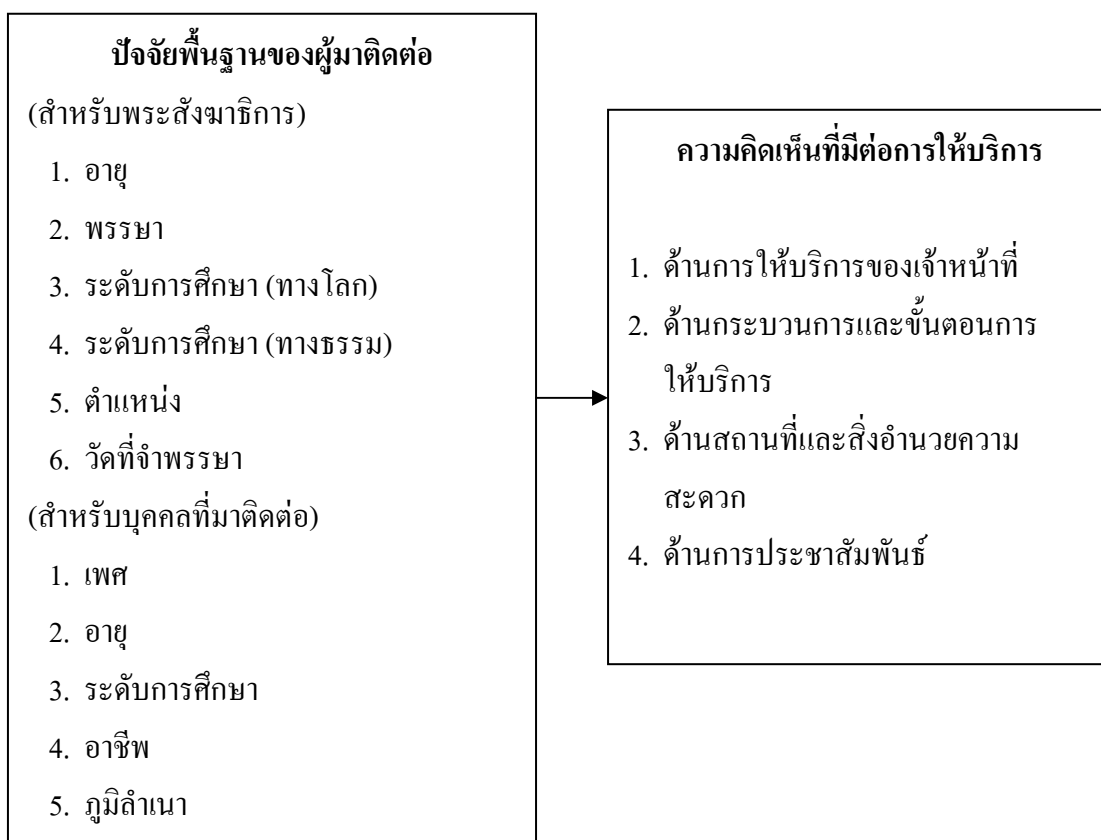 ปัจจัยพื้นฐานของผู้มาติดต่อ
(สำหรับพระสังฆาธิการ)
1. อายุ
2. พรรษา
3. ระดับการศึกษา (ทางโลก)
4. ระดับการศึกษา (ทางธรรม)
5. ตำแหน่ง
6. วัดที่จำพรรษา
(สำหรับบุคคลที่มาติดต่อ)
1. เพศ
2. อายุ
3. ระดับการศึกษา
4. อาชีพ
5. ภูมิลำเนา
ความคิดเห็นที่มีต่อการให้บริการ
1. ด้านการให้บริการของเจ้าหน้าที่
2. ด้านกระบวนการและขั้นตอนการ
ให้บริการ
3. ด้านสถานที่และสิ่งอำนวยความ
สะดวก
4. ด้านการประชาสัมพันธ์